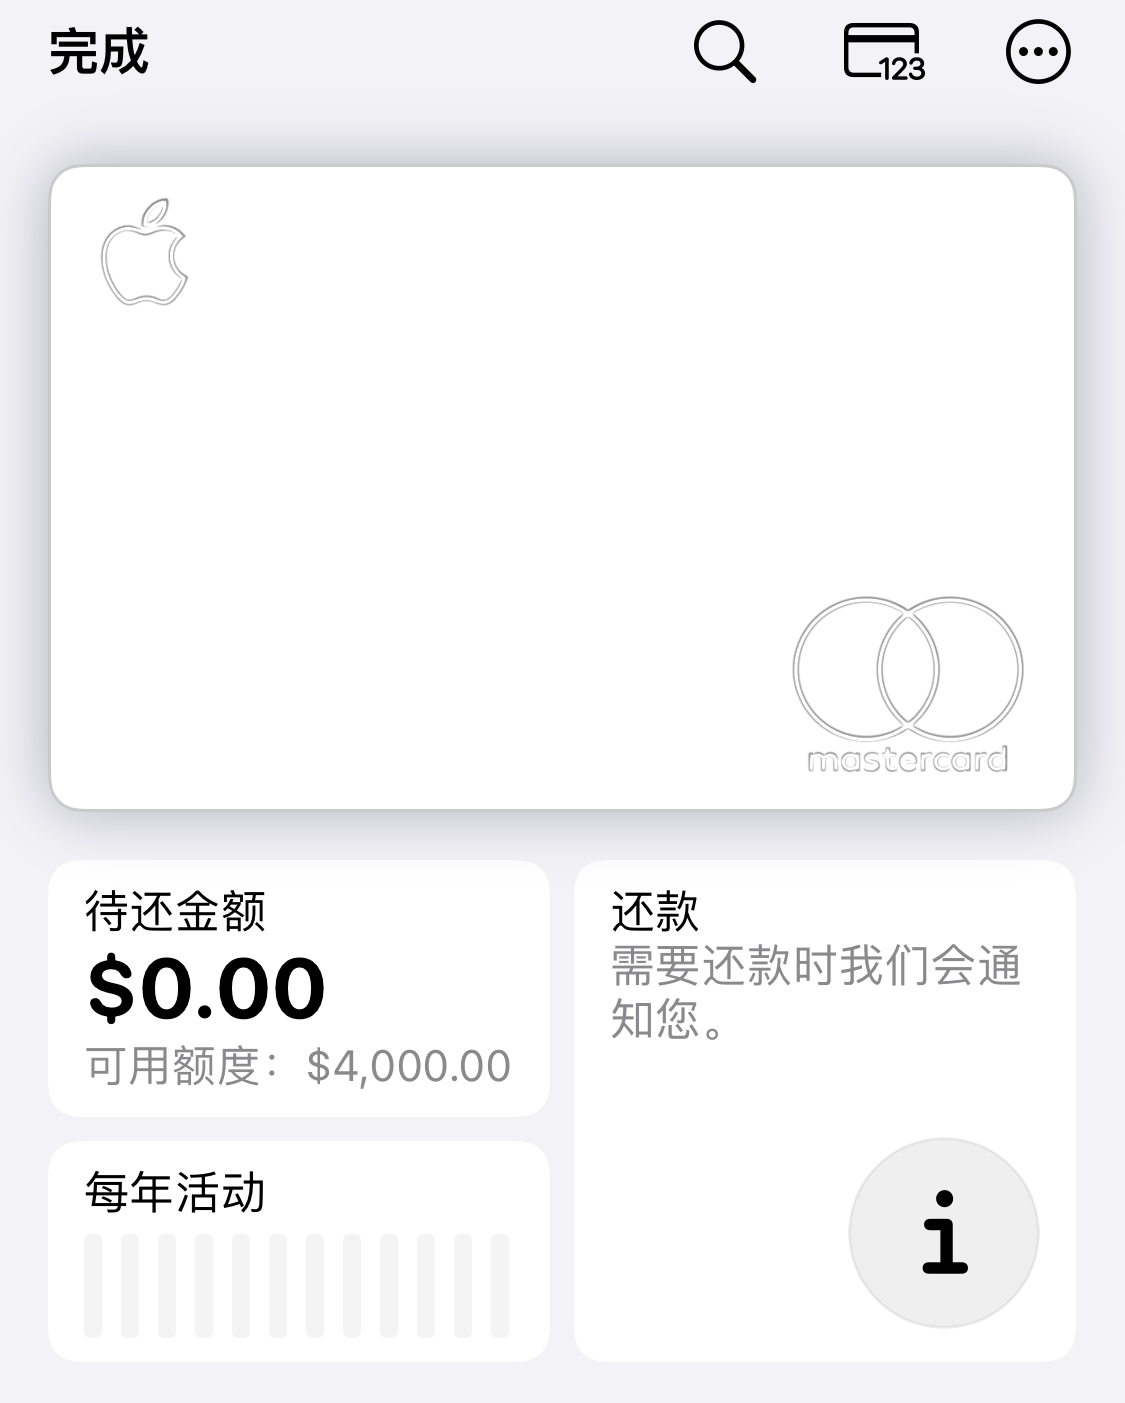 完成
123
mastercard
待还金额
$0.00
可用额度：$4,000.00
每年活动
还款
需要还款时我们会通
知您。